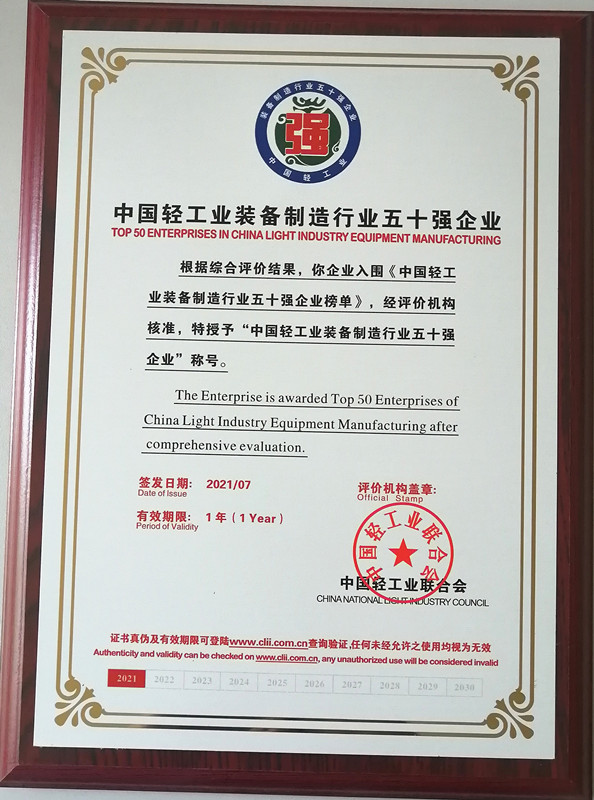 装备制造行业五十强企业
强
中国轻工业
中国轻工业装备制造行业五十强企业
TOP 50 ENTERPRISES IN CHINA LIGHT INDUSTRY EQUIPMENT MANUFACTURING
根据综合评价结果，你企业入围《中国轻工
业装备制造行业五十强企业榜单》，经评价机构
核准，特授予“中国轻工业装备制造行业五十强
企业”称号。
The Enterprise is awarded Top 50 Enterprises of
China Light Industry Equipment Manufacturing after
comprehensive evaluation.
签发日期： 2021/07
Date of Issue
有效期限： 1 年（1 Year）
Period of Validity
评价机构盖章：
Official Stamp
中国轻工业联合会
中国轻工业联合会
CHINA NATIONAL LIGHT INDUSTRY COUNCIL
证书真伪及有效期限可登陆www.clii.com.cn查询验证,任何未经允许之使用均视为无效
Authenticity and validity can be checked on www.clii.com.cn, any unauthorized use will be considered invalid
2021 2022 2023 2024 2025 2026 2027 2028 2029 2030